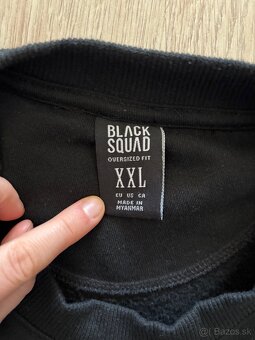 BLACK
SQUAD
OVERSIZED FIT
XXL
EU US CA
MADE IN
MYANMAR
Bazos.sk